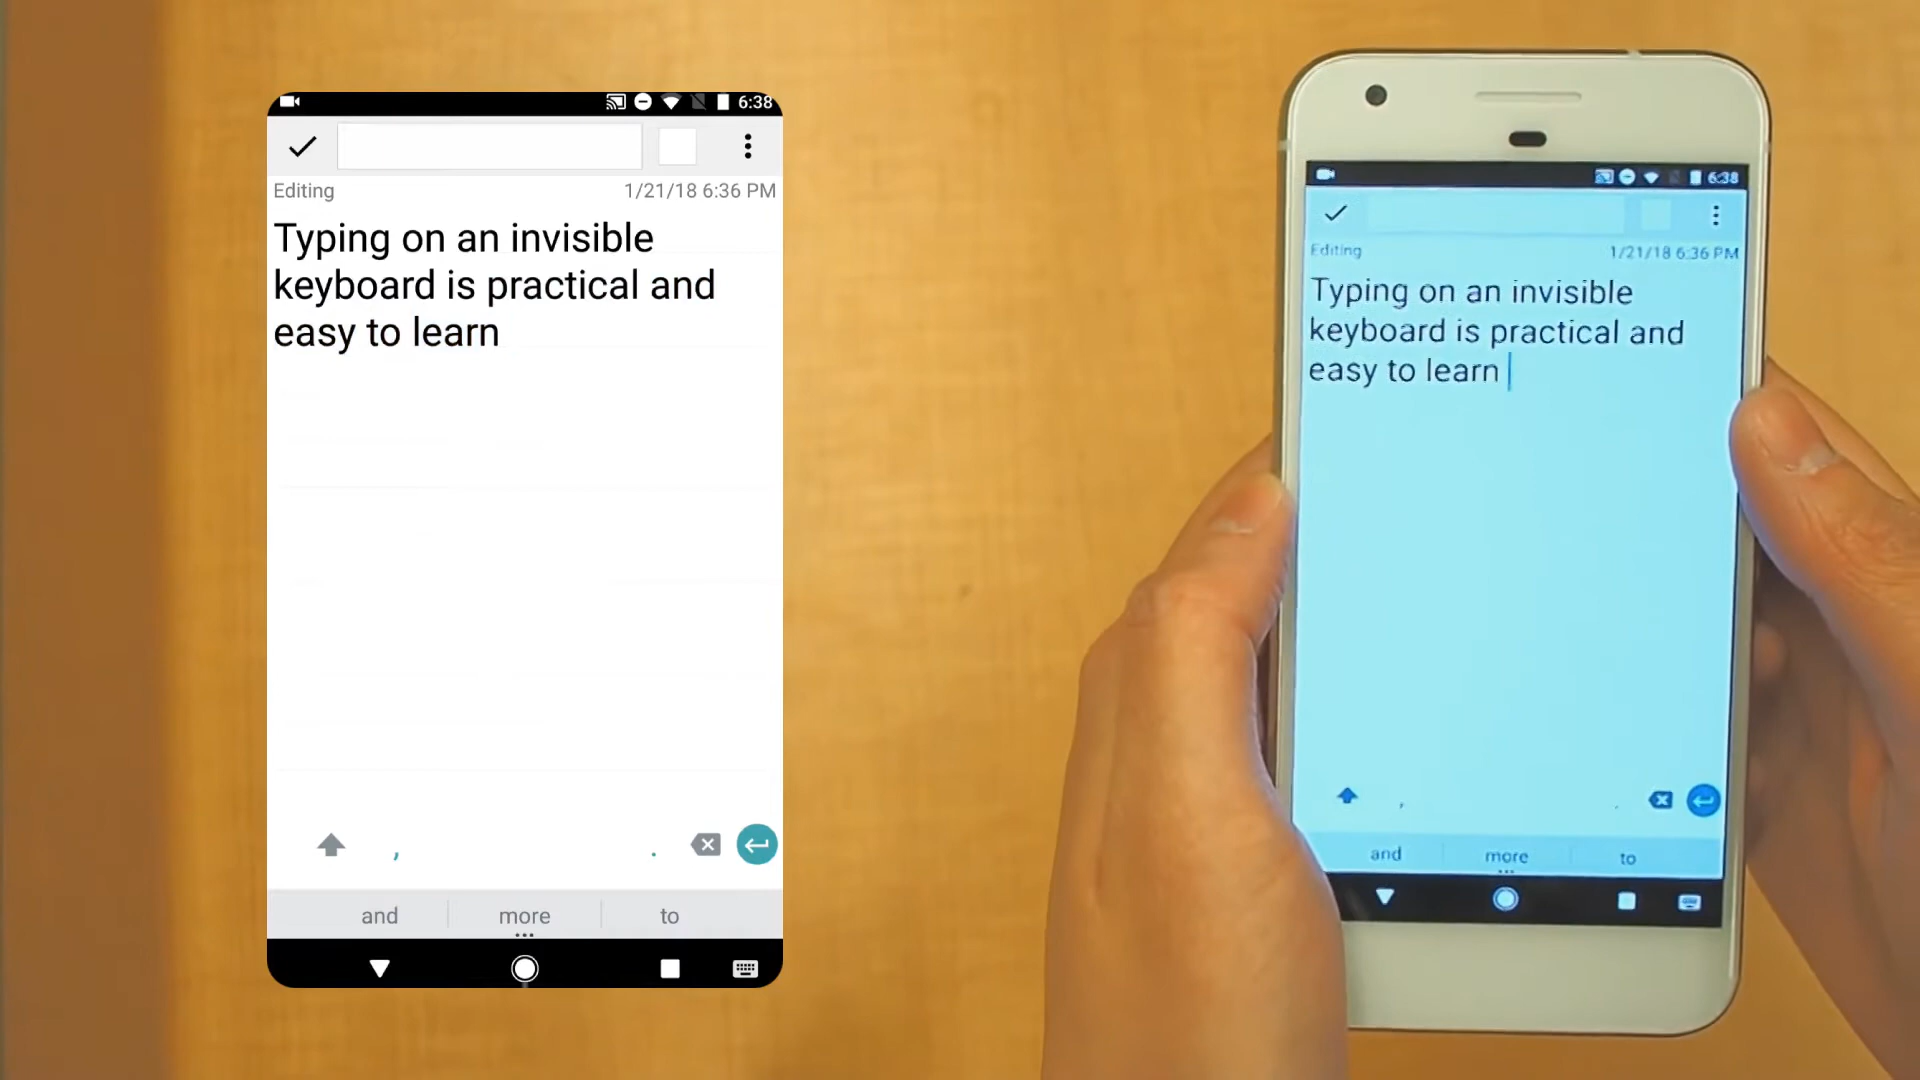 6:38
Editing 1/21/18 6:36 PM
Typing on an invisible
keyboard is practical and
easy to learn
, .
and more to
6:38
Editing 1/21/18 6:36 PM
Typing on an invisible
keyboard is practical and
easy to learn
, .
and more to